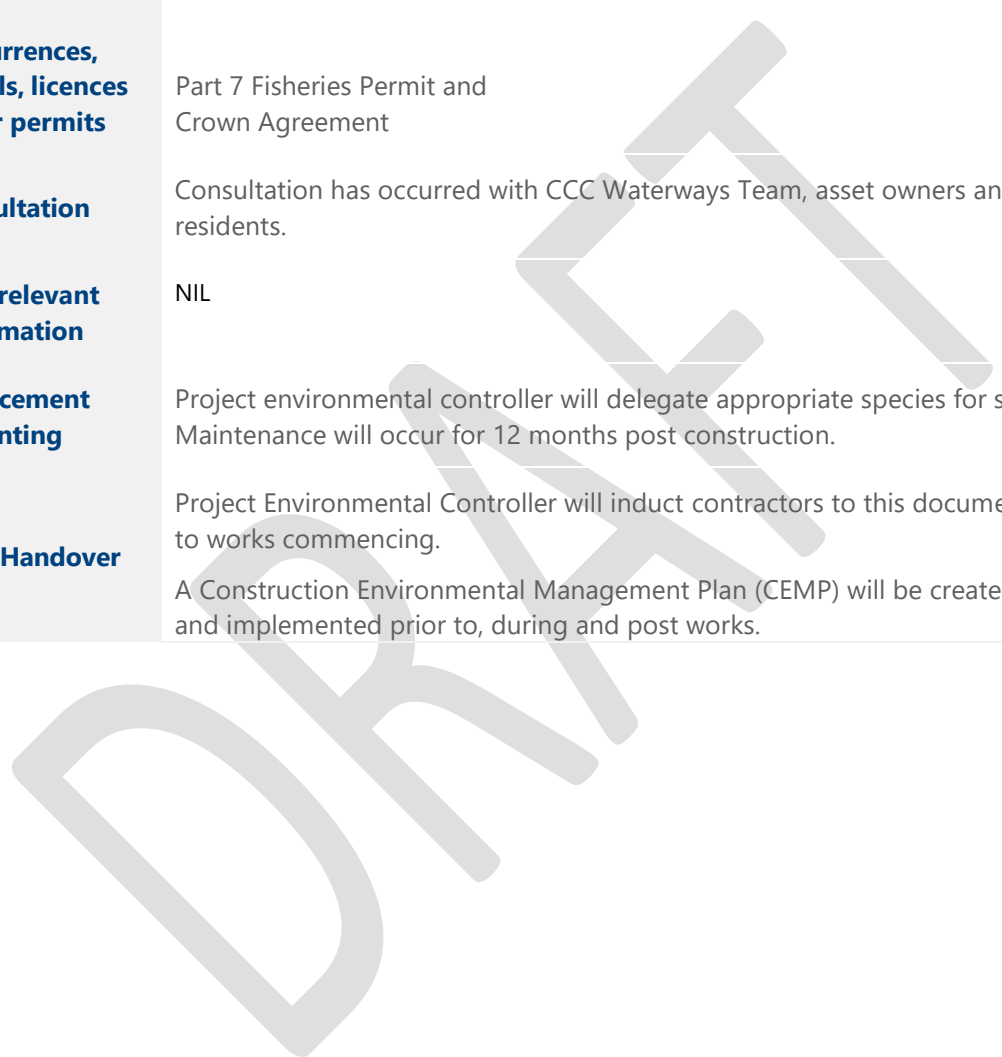 urrences,
ls, licences
r permits
Part 7 Fisheries Permit and
Crown Agreement
ultation
Consultation has occurred with CCC Waterways Team, asset owners an
residents.
relevant
mation
NIL
cement
nting
Project environmental controller will delegate appropriate species for s
Maintenance will occur for 12 months post construction.
Handover
Project Environmental Controller will induct contractors to this docume
to works commencing.
A Construction Environmental Management Plan (CEMP) will be create
and implemented prior to, during and post works.
DRAFT